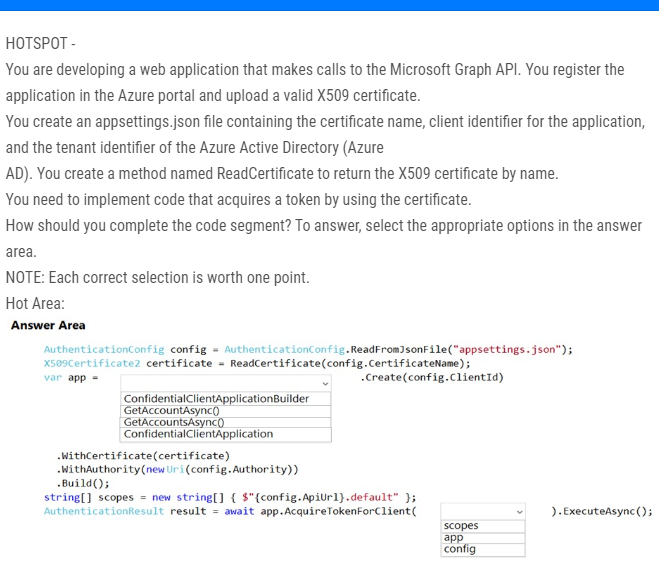 HOTSPOT -
You are developing a web application that makes calls to the Microsoft Graph API. You register the
application in the Azure portal and upload a valid X509 certificate.
You create an appsettings.json file containing the certificate name, client identifier for the application,
and the tenant identifier of the Azure Active Directory (Azure
AD). You create a method named ReadCertificate to return the X509 certificate by name.
You need to implement code that acquires a token by using the certificate.
How should you complete the code segment? To answer, select the appropriate options in the answer
area.
NOTE: Each correct selection is worth one point.
Hot Area:
Answer Area
AuthenticationConfig config = AuthenticationConfig.ReadFromJsonFile("appsettings.json");
X509Certificate2 certificate = ReadCertificate(config.CertificateName);
var app = .Create(config.ClientId)
ConfidentialClientApplicationBuilder
GetAccountAsync()
GetAccountsAsync()
ConfidentialClientApplication
.WithCertificate(certificate)
.WithAuthority(new Uri(config.Authority))
.Build();
string[] scopes = new string[] { $"{config.ApiUrl}.default" };
AuthenticationResult result = await app.AcquireTokenForClient( ).ExecuteAsync();
scopes
app
config